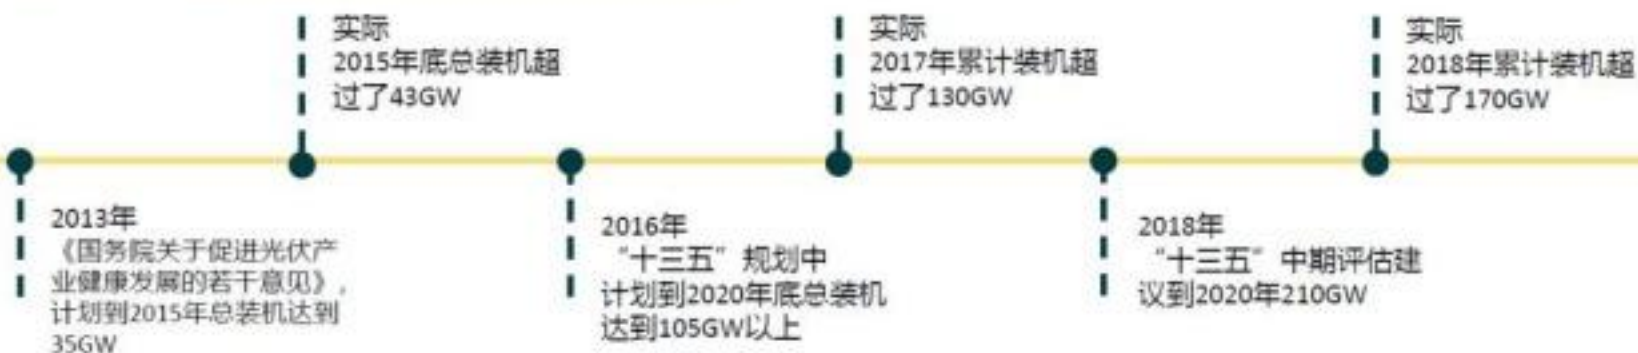 实际
2015年底总装机超
过了43GW
实际
2017年累计装机超
过了130GW
实际
2018年累计装机超
过了170GW
2013年
《国务院关于促进光伏产
业健康发展的若干意见》,
计划到2015年总装机达到
35GW
2016年
“十三五”规划中
计划到2020年底总装机
达到105GW以上
2018年
“十三五”中期评估建
议到2020年210GW